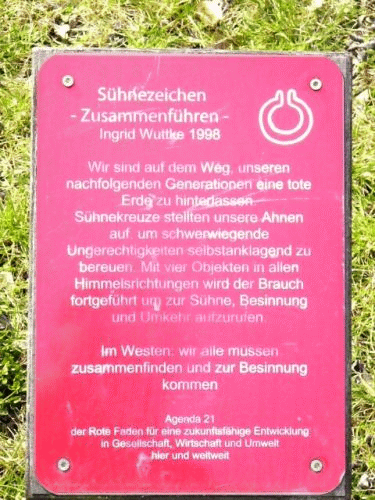 Sühnezeichen
- Zusammenführen -
Ingrid Wuttke 1998
Wir sind auf dem Weg, unseren
nachfolgenden Generationen eine tote
Erde zu hinterlassen.
Sühnekreuze stellten unsere Ahnen
auf, um schwerwiegende
Ungerechtigkeiten selbstanklagend zu
bereuen. Mit vier Objekten in allen
Himmelsrichtungen wird der Brauch
fortgeführt um zur Sühne, Besinnung
und Umkehr aufzurufen.
Im Westen: wir alle müssen
zusammenfinden und zur Besinnung
kommen
Agenda 21
der Rote Faden für eine zukunftsfähige Entwicklung
in Gesellschaft, Wirtschaft und Umwelt
hier und weltweit